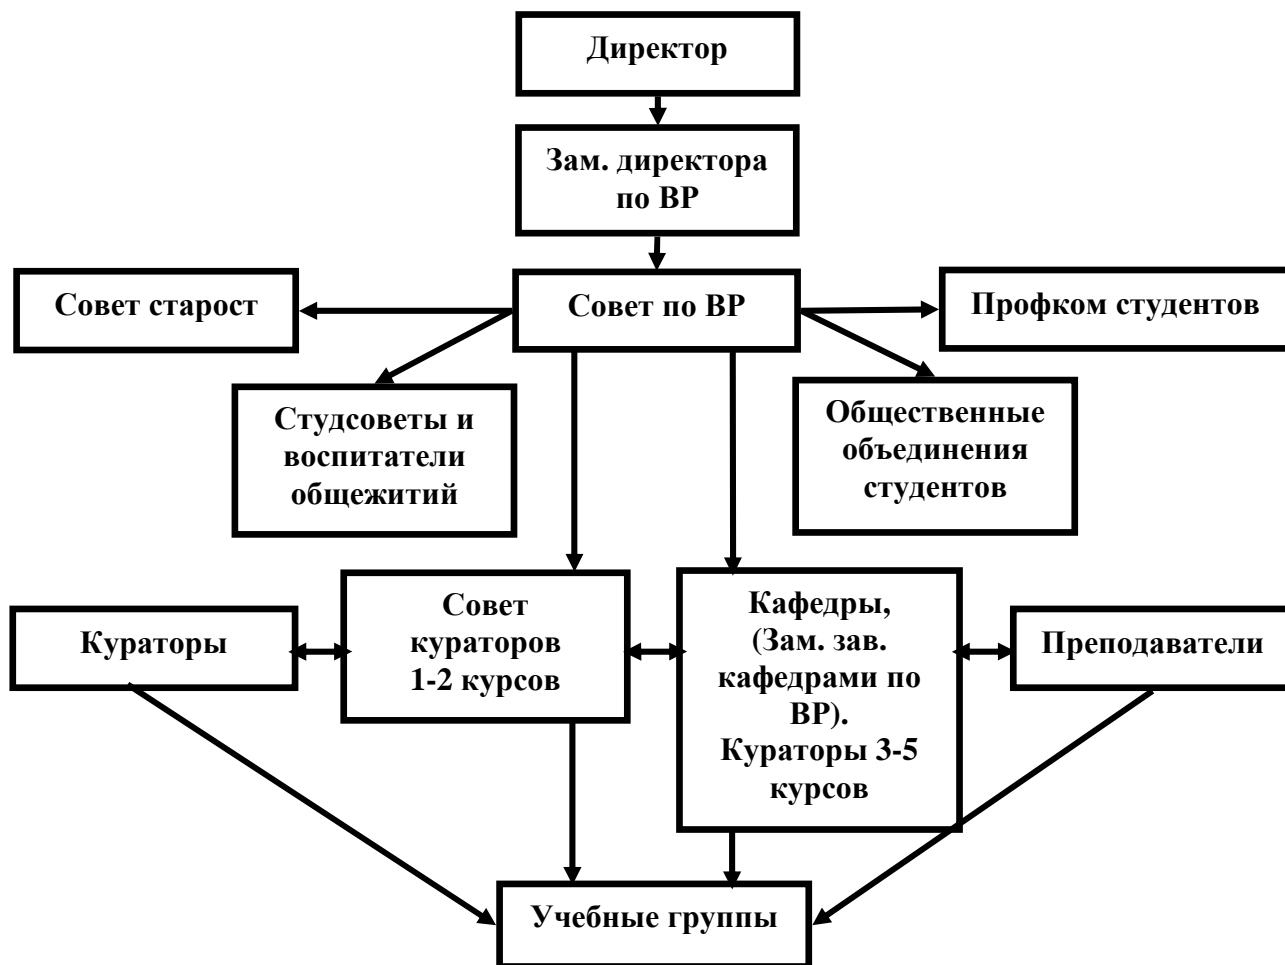 Директор
Зам. директора
по ВР
Совет старост
Совет по ВР
Профком студентов
Студсоветы и
воспитатели
общежитий
Общественные
объединения
студентов
Кураторы
Совет
кураторов
1-2 курсов
Кафедры,
(Зам. зав.
кафедрами по
ВР).
Кураторы 3-5
курсов
Преподаватели
Учебные группы